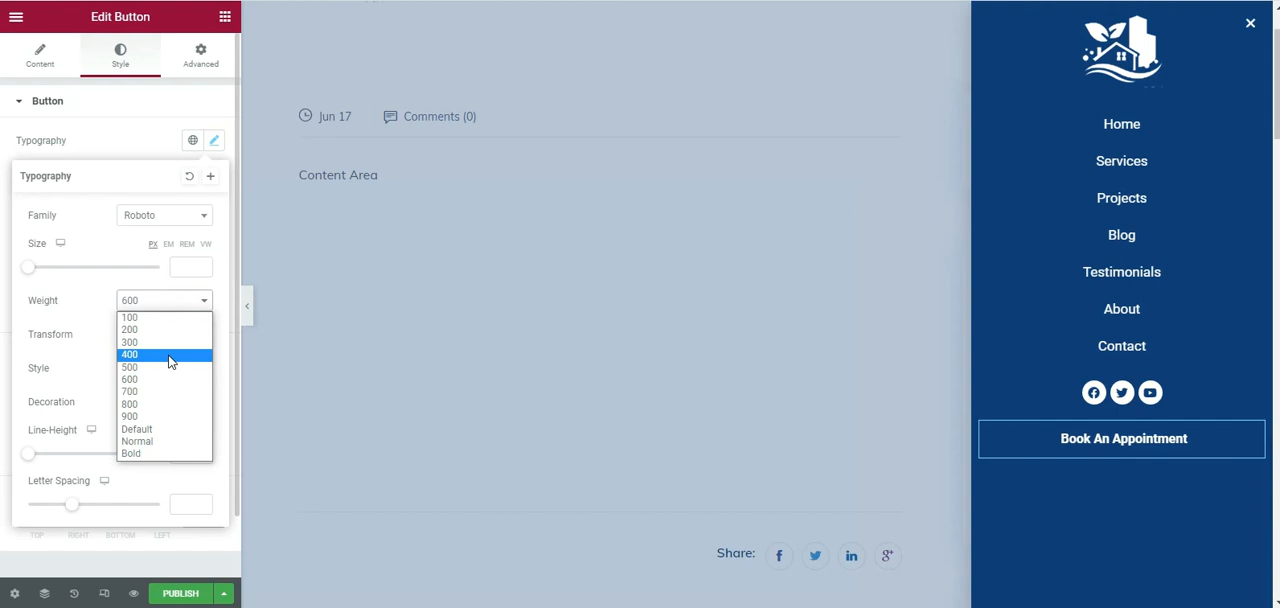 Edit Button
Content
Style
Advanced
Button
Typography
Typography
Family
Roboto
Size
PX EM REM VW
Weight
600
100
200
300
400
500
600
700
800
900
Default
Normal
Bold
Transform
Style
Decoration
Line-Height
Letter Spacing
TOP RIGHT BOTTOM LEFT
PUBLISH
Jun 17
Comments (0)
Content Area
Share:
Home
Services
Projects
Blog
Testimonials
About
Contact
Book An Appointment